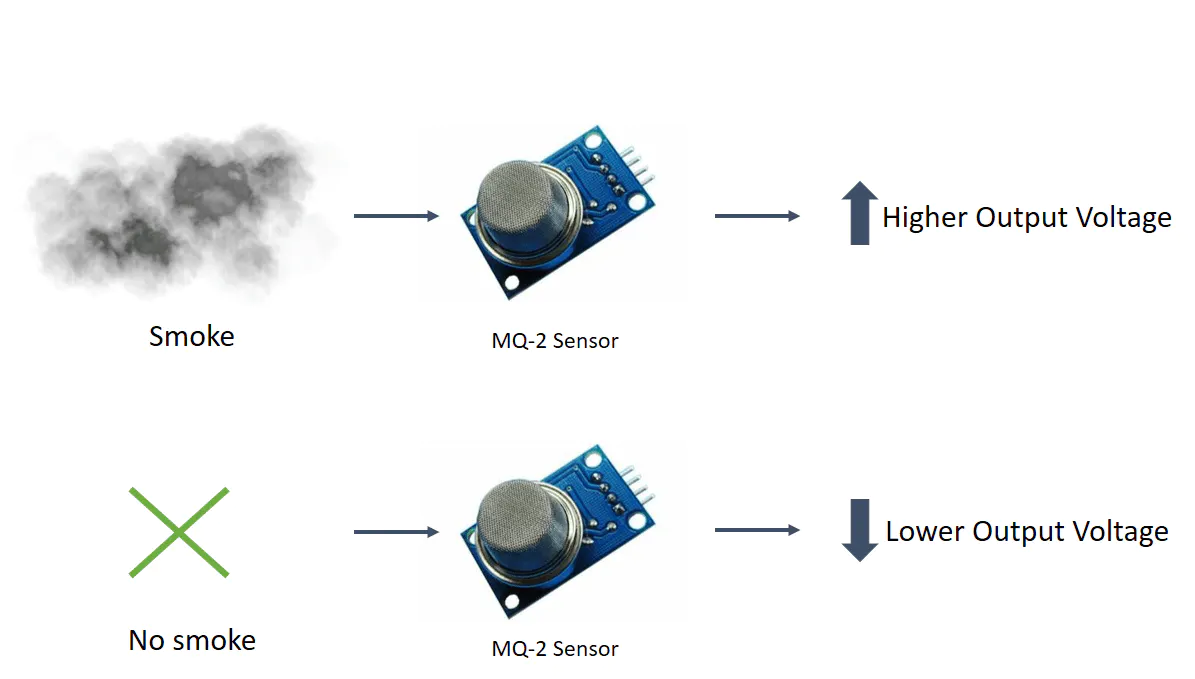 Higher Output Voltage
Smoke
MQ-2 Sensor
Lower Output Voltage
No smoke
MQ-2 Sensor